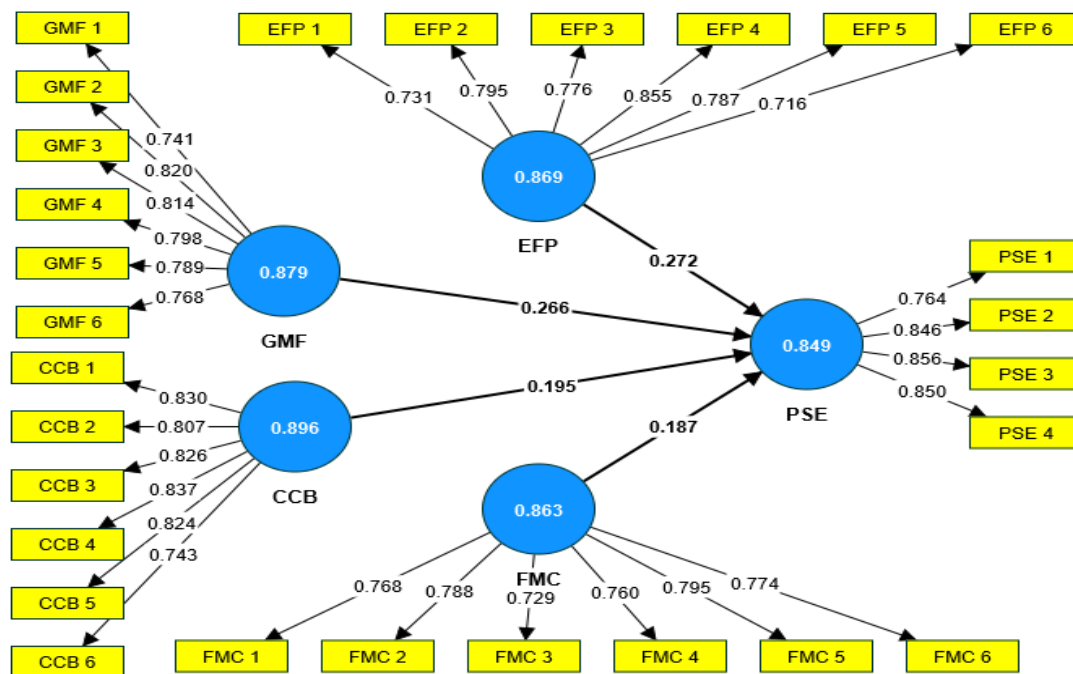 GMF 1
EFP 1
EFP 2
EFP 3
EFP 4
EFP 5
EFP 6
GMF 2
GMF 3
GMF 4
GMF 5
GMF 6
0.741
0.820
0.814
0.798
0.789
0.768
0.731
0.795
0.776
0.855
0.787
0.716
0.869
EFP
0.879
GMF
0.272
0.266
0.195
0.187
CCB 1
CCB 2
CCB 3
CCB 4
CCB 5
CCB 6
0.830
0.807
0.826
0.837
0.824
0.743
0.896
CCB
0.849
PSE
0.764
0.846
0.856
0.850
PSE 1
PSE 2
PSE 3
PSE 4
0.863
FMC
0.768
0.788
0.729
0.760
0.795
0.774
FMC 1
FMC 2
FMC 3
FMC 4
FMC 5
FMC 6